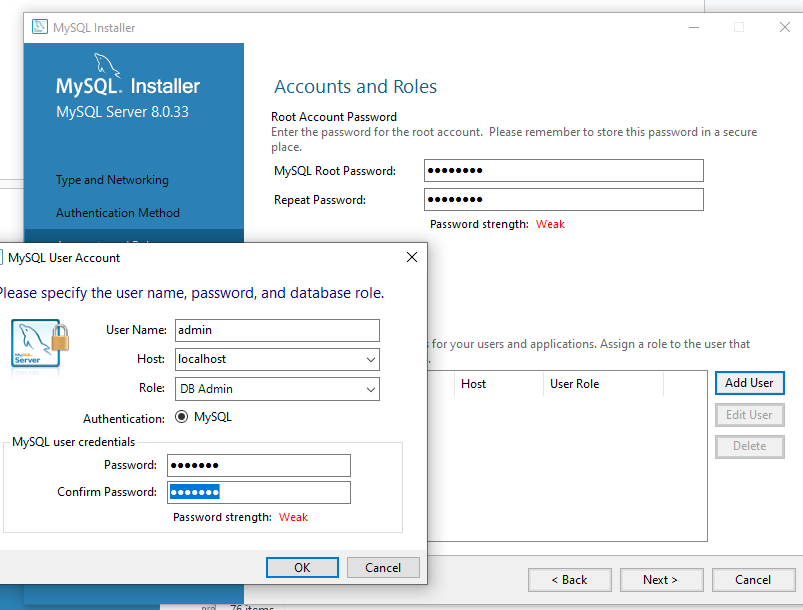 MySQL Installer
MySQL. Installer
MySQL Server 8.0.33
Type and Networking
Authentication Method
Accounts and Roles
Root Account Password
Enter the password for the root account. Please remember to store this password in a secure
place.
MySQL Root Password: ●●●●●●●●
Repeat Password: ●●●●●●●●
Password strength: Weak
MySQL User Account
Please specify the user name, password, and database role.
MySQL
Server
User Name: admin
Host: localhost
Role: DB Admin
Authentication: MySQL
MySQL user credentials
Password: ●●●●●●●
Confirm Password: ●●●●●●●
Password strength: Weak
OK Cancel
for your users and applications. Assign a role to the user that
Host User Role
Add User
Edit User
Delete
< Back Next > Cancel
76 items